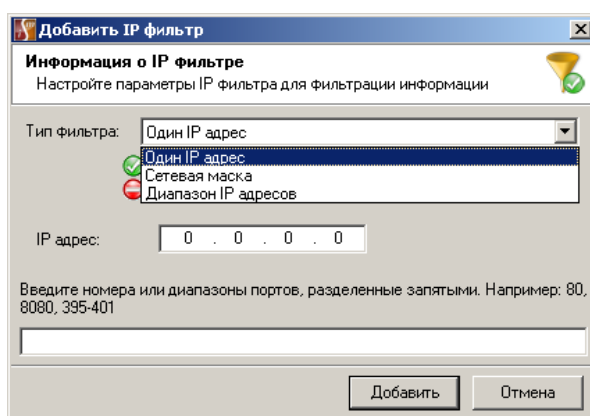 Добавить IP фильтр
Информация о IP фильтре
Настройте параметры IP фильтра для фильтрации информации
Тип фильтра: Один IP адрес
Один IP адрес
Сетевая маска
Диапазон IP адресов
IP адрес: 0 . 0 . 0 . 0
Введите номера или диапазоны портов, разделенные запятыми. Например: 80,
8080, 395-401
Добавить Отмена